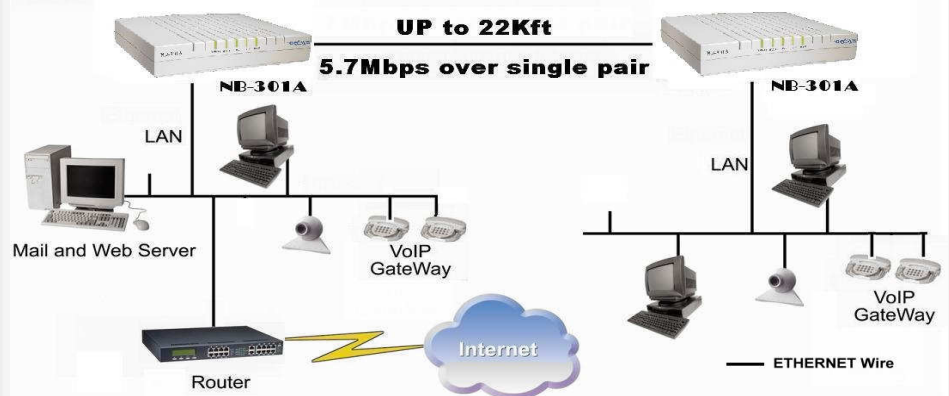 UP to 22Kft
5.7Mbps over single pair
NB-301A
NB-301A
LAN
LAN
Mail and Web Server
VoIP
GateWay
VoIP
GateWay
Internet
Router
ETHERNET Wire